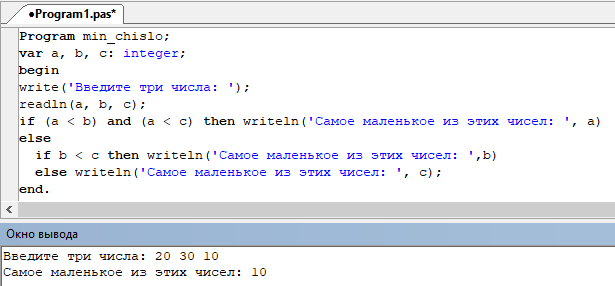 •Program1.pas*
Program min_chislo;
var a, b, c: integer;
begin
write('Введите три числа: ');
readln(a, b, c);
if (a < b) and (a < c) then writeln('Самое маленькое из этих чисел: ', a)
else
  if b < c then writeln('Самое маленькое из этих чисел: ',b)
  else writeln('Самое маленькое из этих чисел: ', c);
end.
Окно вывода
Введите три числа: 20 30 10
Самое маленькое из этих чисел: 10